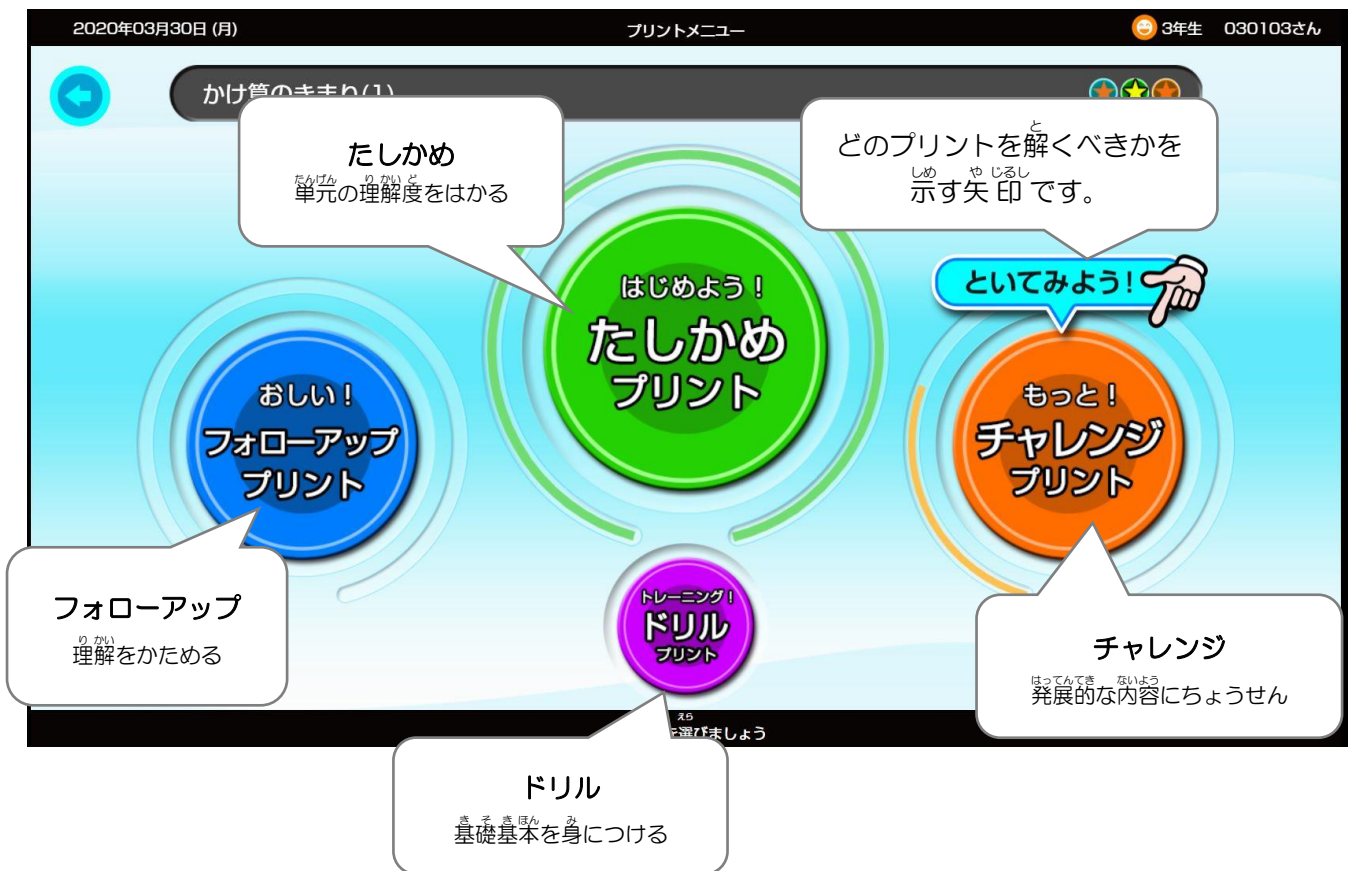 2020年03月30日 (月)
プリントメニュー
3年生 030103さん
かけ算のきまり(1)
たしかめ
単元の理解度をはかる
どのプリントを解くべきかを
示す矢印です。
はじめよう!
たしかめ
プリント
といてみよう!
おしい!
フォローアップ
プリント
もっと!
チャレンジ
プリント
フォローアップ
理解をかためる
トレーニング!
ドリル
プリント
チャレンジ
発展的な内容にちょうせん
選びましょう
ドリル
基礎基本を身につける